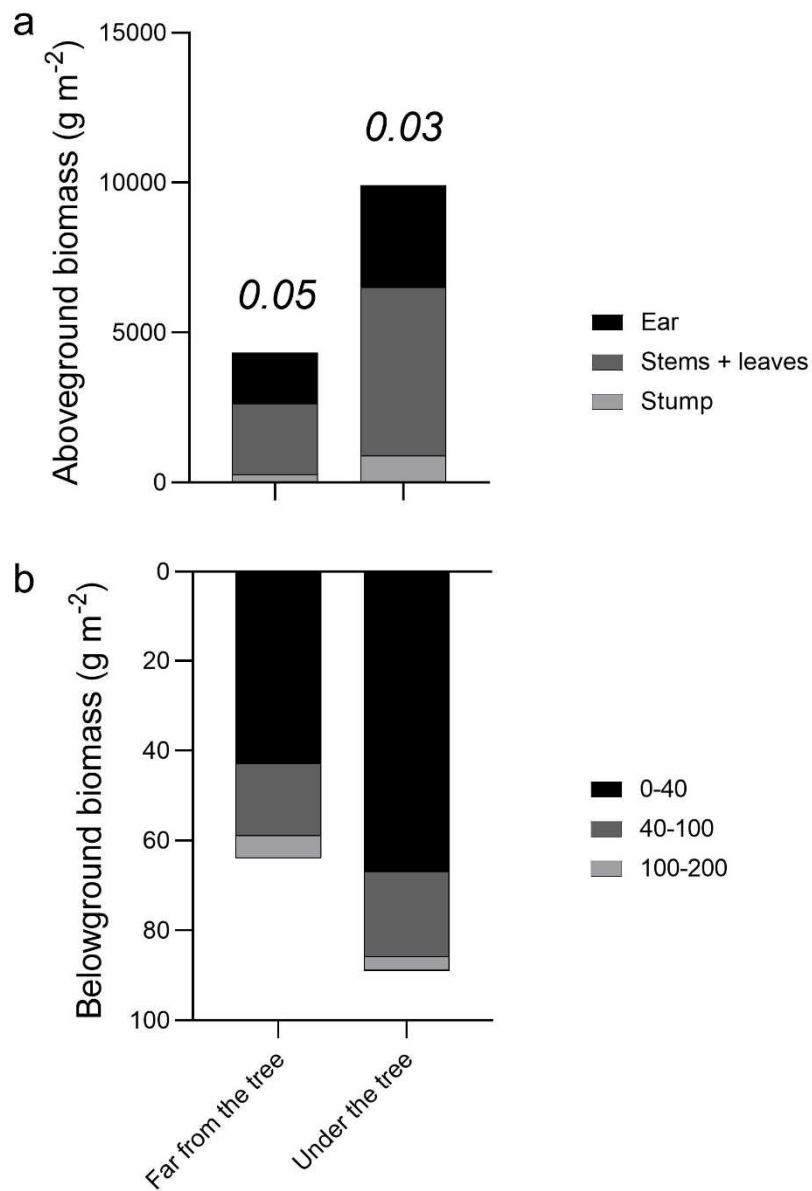 a
Aboveground biomass (g m⁻²)
15000
10000
5000
0
0.05
0.03
Ear
Stems + leaves
Stump
b
Belowground biomass (g m⁻²)
0
20
40
60
80
100
0-40
40-100
100-200
Far from the tree
Under the tree